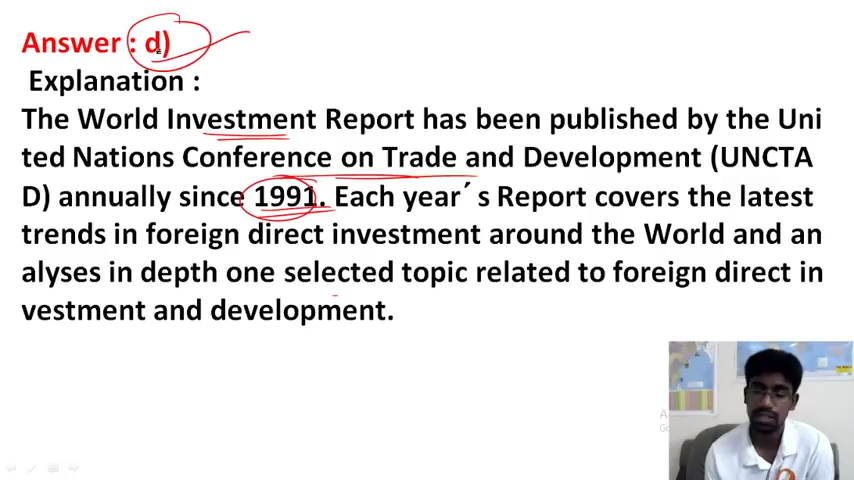 Answer : d)
Explanation :
The World Investment Report has been published by the Uni
ted Nations Conference on Trade and Development (UNCTA
D) annually since 1991. Each year´s Report covers the latest
trends in foreign direct investment around the World and an
alyses in depth one selected topic related to foreign direct in
vestment and development.